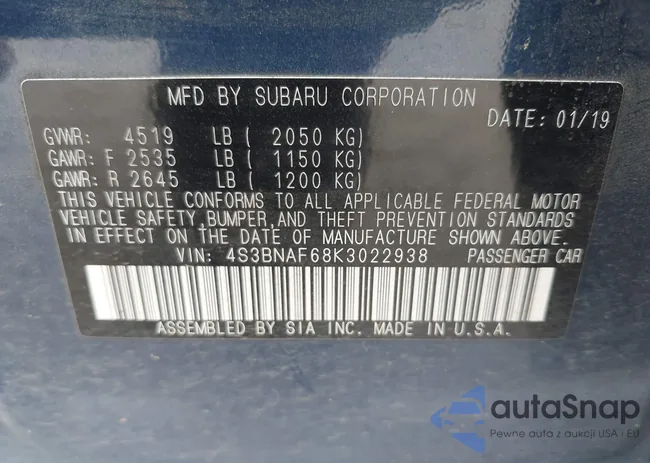 MFD BY SUBARU CORPORATION
DATE: 01/19
GVWR: 4519 LB ( 2050 KG)
GAWR: F 2535 LB ( 1150 KG)
GAWR: R 2645 LB ( 1200 KG)
THIS VEHICLE CONFORMS TO ALL APPLICABLE FEDERAL MOTOR
VEHICLE SAFETY, BUMPER, AND THEFT PREVENTION STANDARDS
IN EFFECT ON THE DATE OF MANUFACTURE SHOWN ABOVE.
VIN: 4S3BNAF68K3022938 PASSENGER CAR
ASSEMBLED BY SIA INC. MADE IN U.S.A.
autaSnap
Pewne auta z aukcji USA i EU